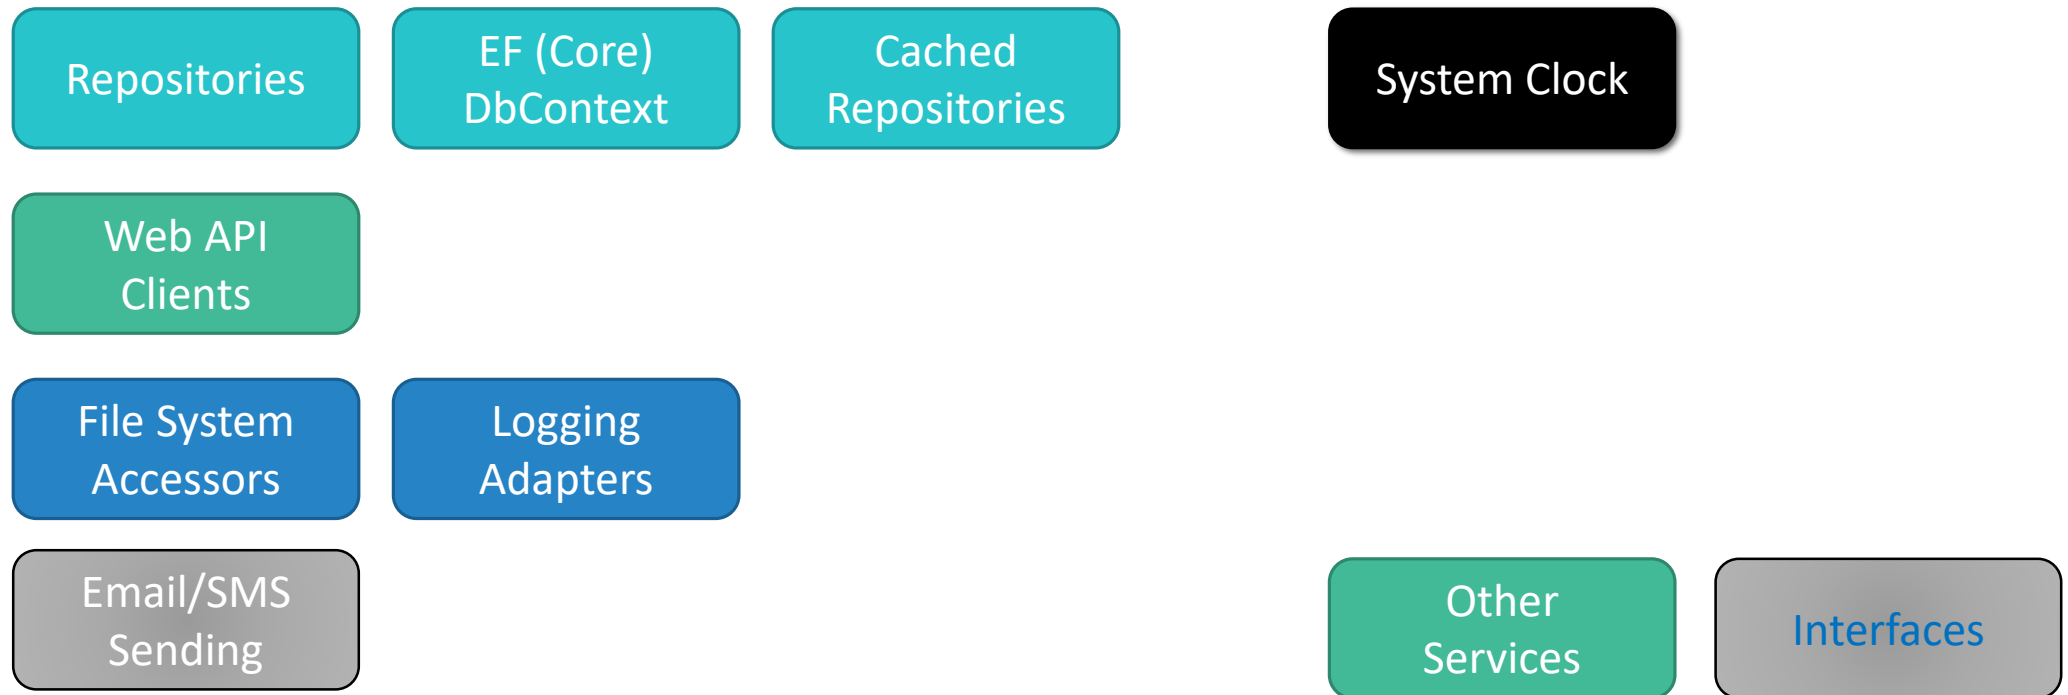 Repositories
EF (Core)
DbContext
Cached
Repositories
System Clock
Web API
Clients
File System
Accessors
Logging
Adapters
Email/SMS
Sending
Other
Services
Interfaces